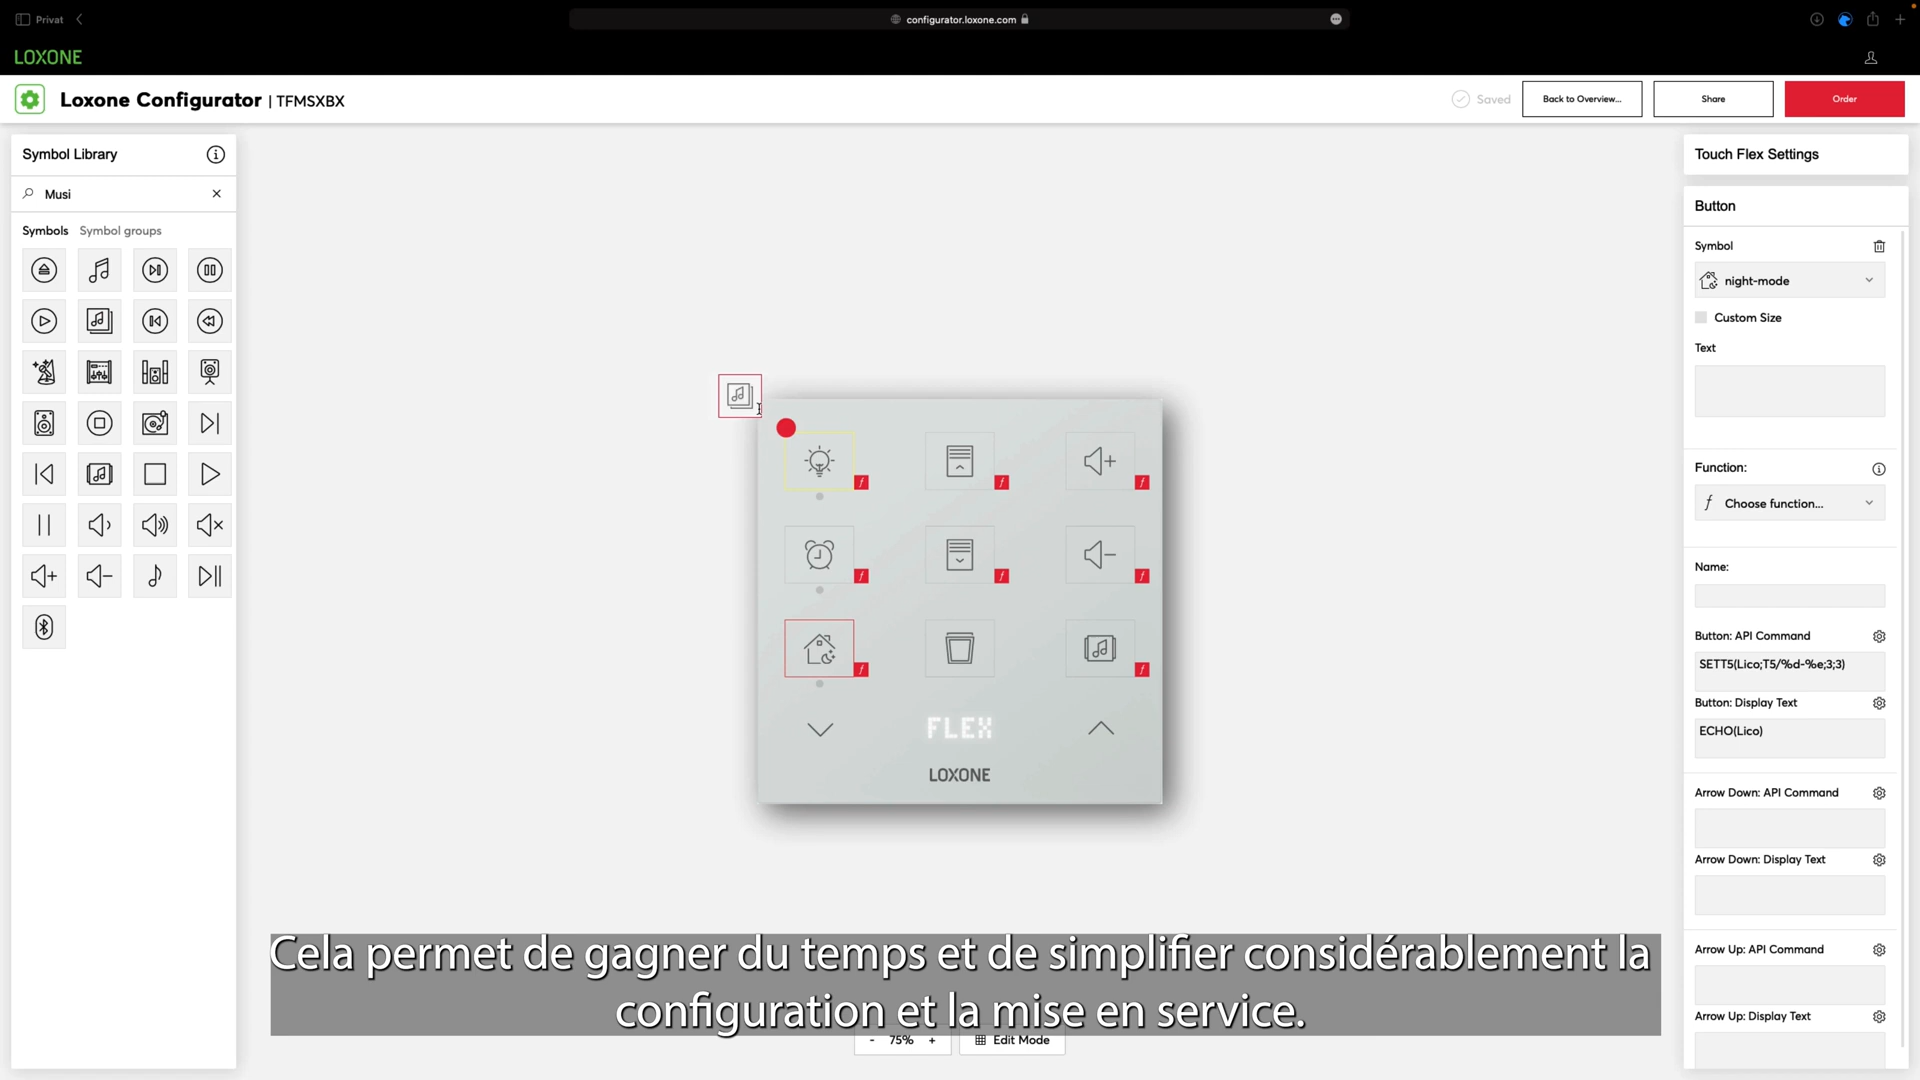 Privat
configurator.loxone.com
LOXONE
Loxone Configurator | TFMSXBX
Saved
Back to Overview...
Share
Order
Symbol Library
Musi
Symbols
Symbol groups
FLEX
LOXONE
Touch Flex Settings
Button
Symbol
night-mode
Custom Size
Text
Function:
f Choose function...
Name:
Button: API Command
SETT5(Lico;T5/%d-%e;3;3)
Button: Display Text
ECHO(Lico)
Arrow Down: API Command
Arrow Down: Display Text
Arrow Up: API Command
Arrow Up: Display Text
Cela permet de gagner du temps et de simplifier considérablement la
configuration et la mise en service.
- 75% +
Edit Mode